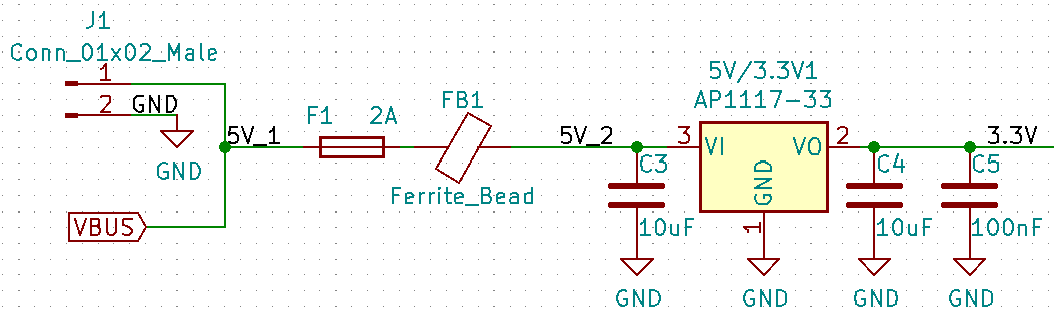 J1
Conn_01x02_Male
1
2
GND
GND
VBUS
5V_1
F1
2A
FB1
Ferrite_Bead
5V_2
C3
10uF
GND
5V/3.3V1
AP1117-33
3
VI
GND
VO
2
1
GND
C4
10uF
GND
3.3V
C5
100nF
GND